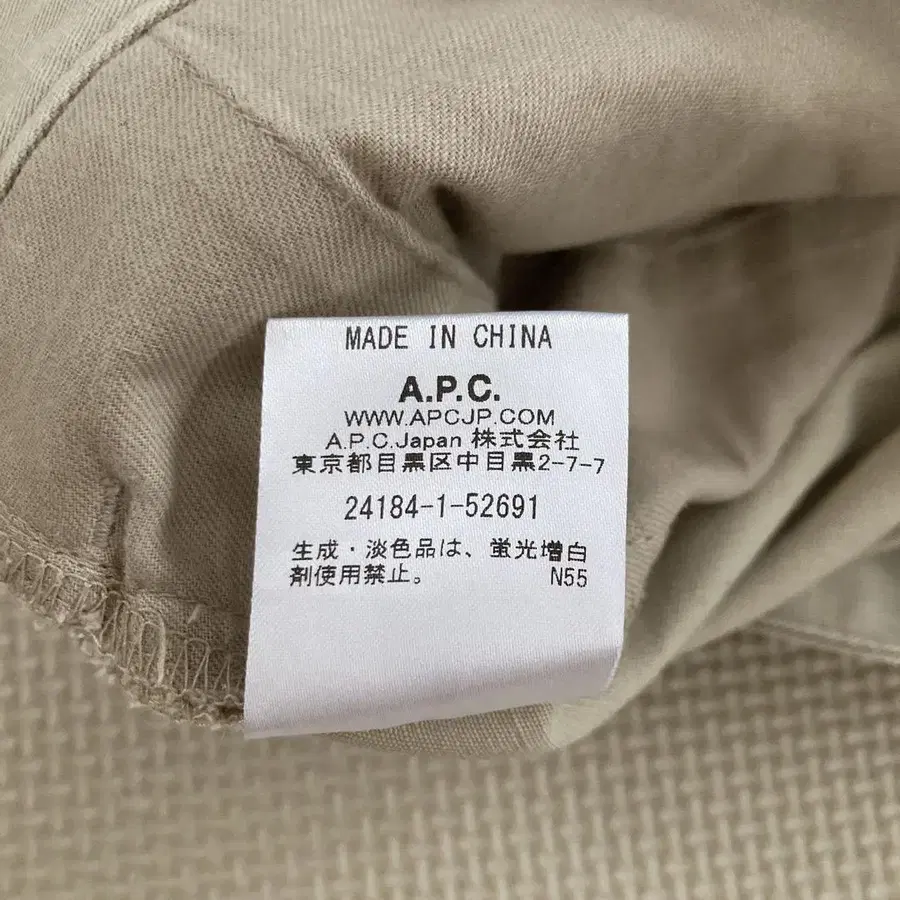 MADE IN CHINA
A.P.C.
WWW.APCJP.COM
A.P.C.Japan 株式会社
東京都目黒区中目黒2-7-7
24184-1-52691
生成・淡色品は、蛍光増白
剤使用禁止。 N55